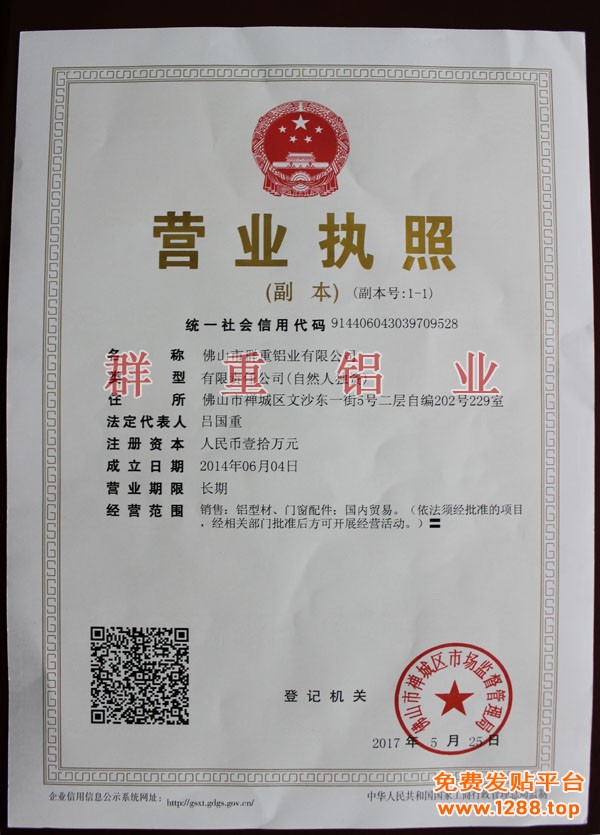 营业执照
(副 本) (副本号:1-1)
统一社会信用代码 914406043039709528
名 称 佛山市群重铝业有限公司
类 型 有限责任公司(自然人独资)
群重铝业
住 所 佛山市禅城区文沙东一街5号二层自编202号229室
法定代表人 吕国重
注册资本 人民币壹拾万元
成立日期 2014年06月04日
营业期限 长期
经营范围 销售：铝型材、门窗配件；国内贸易。（依法须经批准的项目
，经相关部门批准后方可开展经营活动。）
登记机关
佛山市禅城区市场监督管理局
2017 年 5 月 25 日
企业信用信息公示系统网址：http://gsxt.gdgs.gov.cn/
中华人民共和国国家工商行政管理总局监制
免费发贴平台
www.1288.top